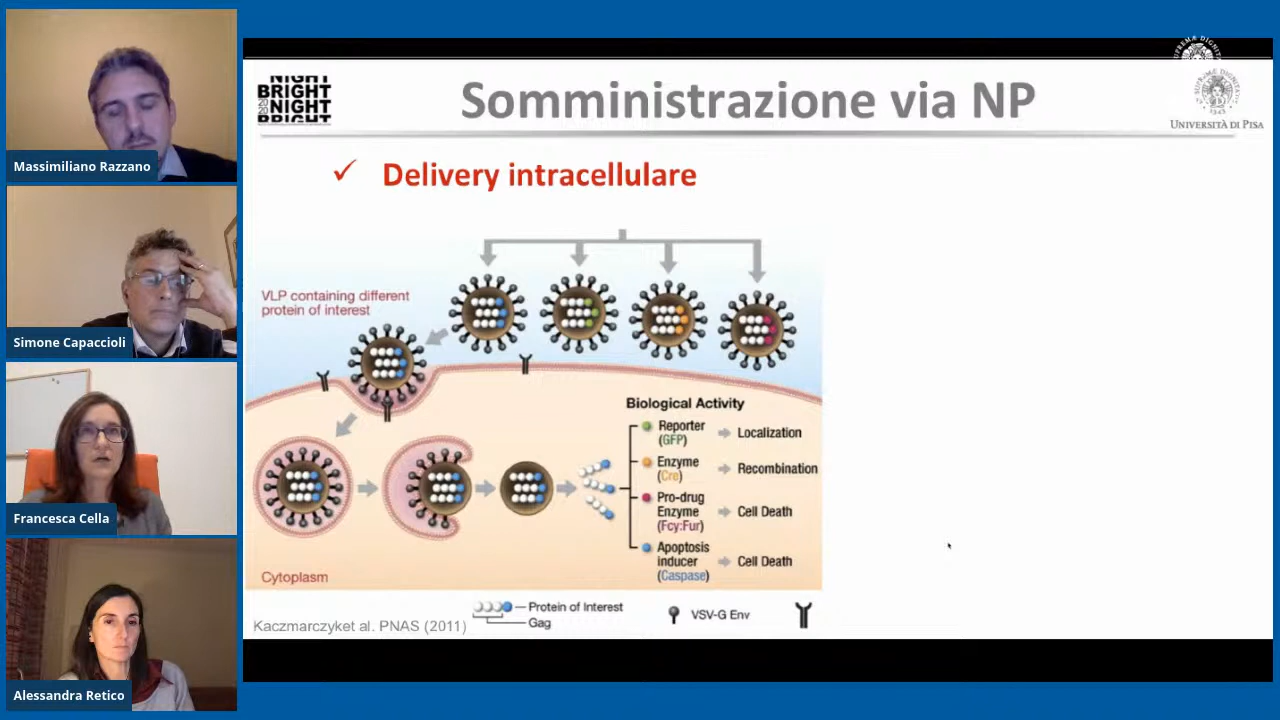 Massimiliano Razzano
Simone Capaccioli
Francesca Cella
Alessandra Retico
NIGHT
BRIGHT
NIGHT
BRIGHT
Somministrazione via NP
UNIVERSITÀ DI PISA
✓ Delivery intracellulare
VLP containing different
protein of interest
Biological Activity
Reporter
(GFP)
Localization
Enzyme
(Cre)
Recombination
Pro-drug
Enzyme
(Fcy:Fur)
Cell Death
Apoptosis
inducer
(Caspase)
Cell Death
Cytoplasm
Protein of Interest
Gag
VSV-G Env
Kaczmarczyket al. PNAS (2011)